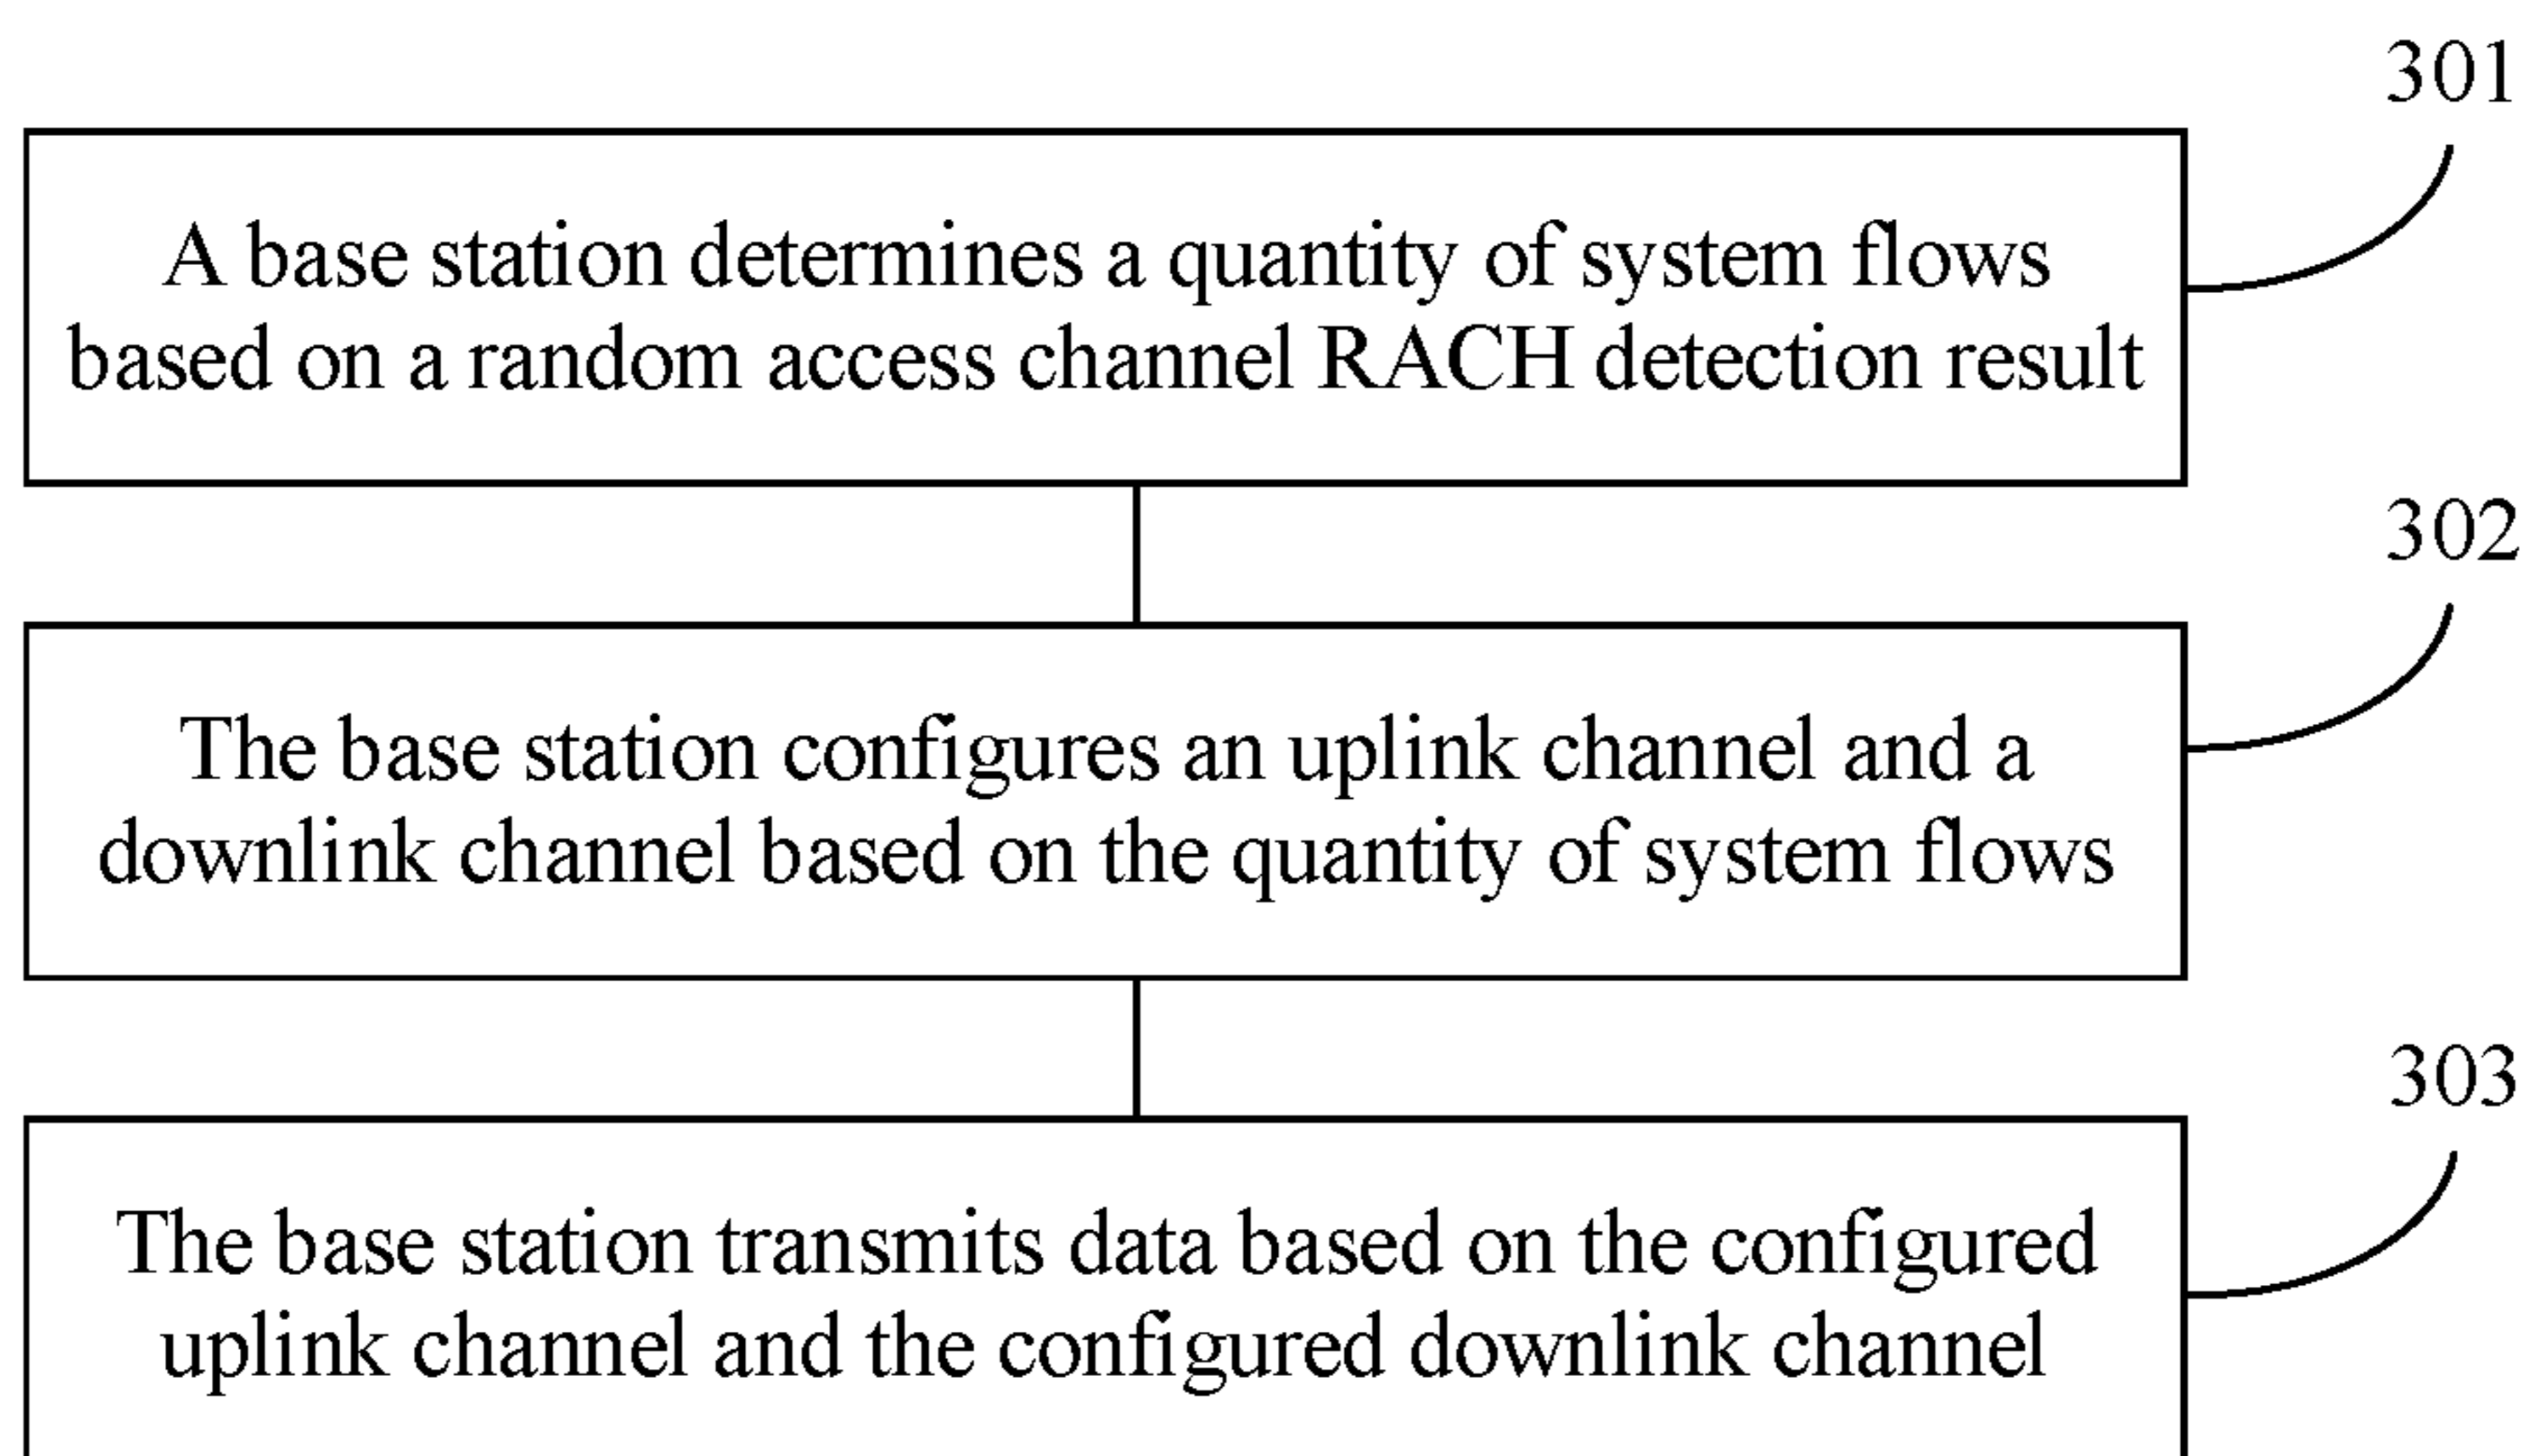 301
A base station determines a quantity of system flows
based on a random access channel RACH detection result
302
The base station configures an uplink channel and a
downlink channel based on the quantity of system flows
303
The base station transmits data based on the configured
uplink channel and the configured downlink channel